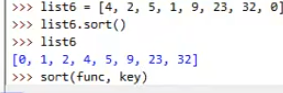 >>> list6 = [4, 2, 5, 1, 9, 23, 32, 0]
>>> list6.sort()
>>> list6
[0, 1, 2, 4, 5, 9, 23, 32]
>>> sort(func, key)